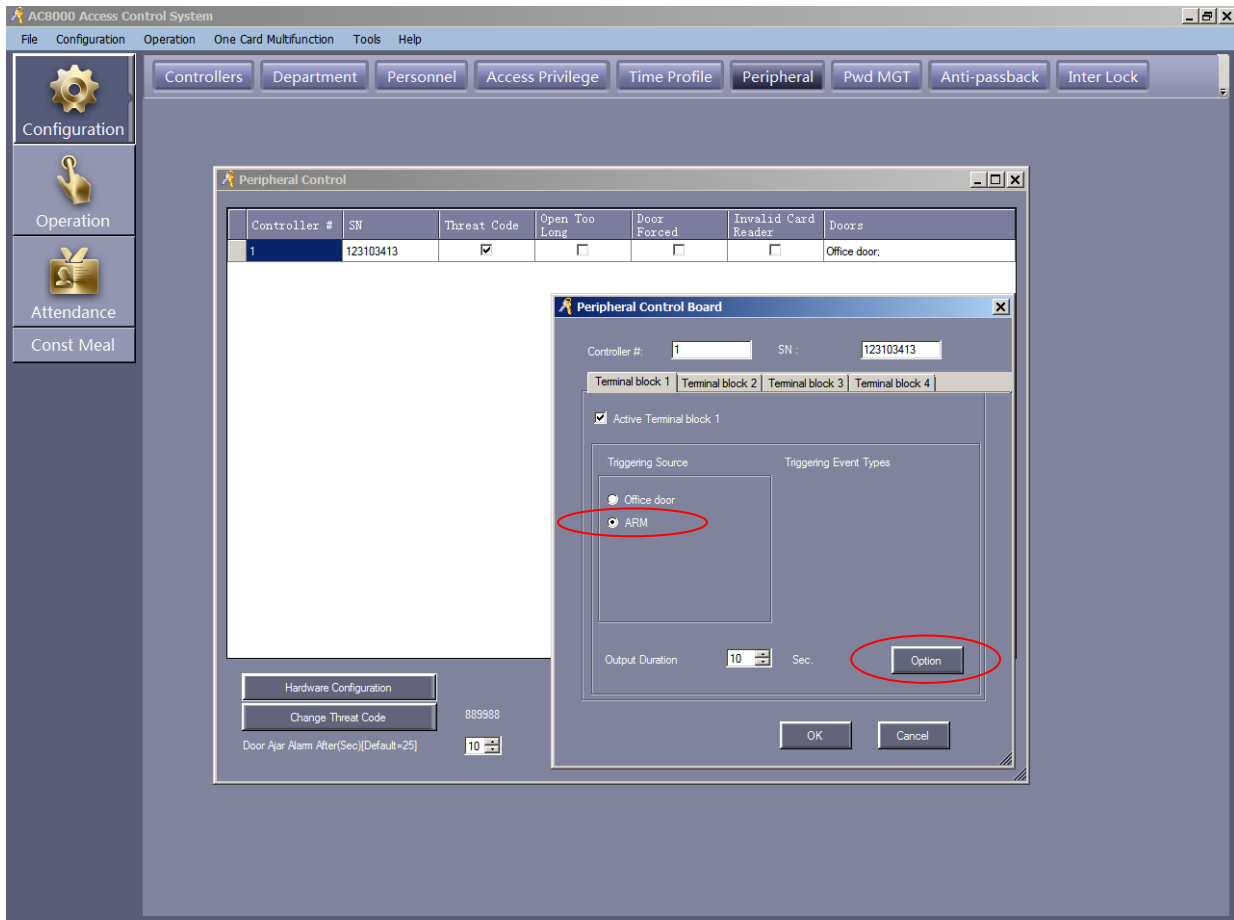 AC8000 Access Control System
File Configuration Operation One Card Multifunction Tools Help
Controllers Department Personnel Access Privilege Time Profile Peripheral Pwd MGT Anti-passback Inter Lock
Configuration
Operation
Attendance
Const Meal
Peripheral Control
Controller # SN Threat Code Open Too Long Door Forced Invalid Card Reader Doors
1 123103413 Office door;
Peripheral Control Board
Controller #: 1 SN : 123103413
Terminal block 1 Terminal block 2 Terminal block 3 Terminal block 4
Active Terminal block 1
Triggering Source Triggering Event Types
Office door
ARM
Output Duration 10 Sec. Option
OK Cancel
Hardware Configuration
Change Threat Code 889988
Door Ajar Alarm After(Sec)[Default=25] 10